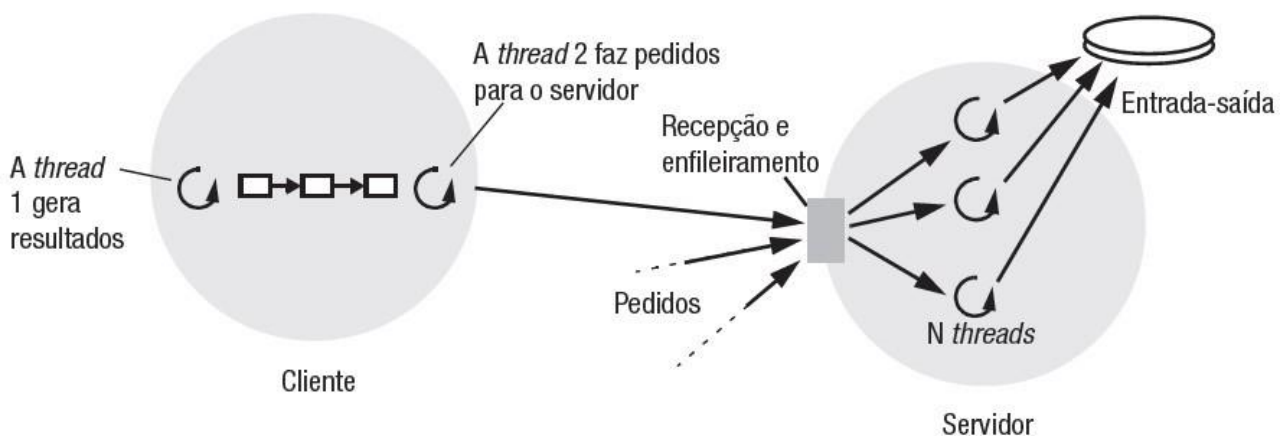 A thread
1 gera
resultados
A thread 2 faz pedidos
para o servidor
Cliente
Pedidos
Recepção e
enfileiramento
Entrada-saída
N threads
Servidor